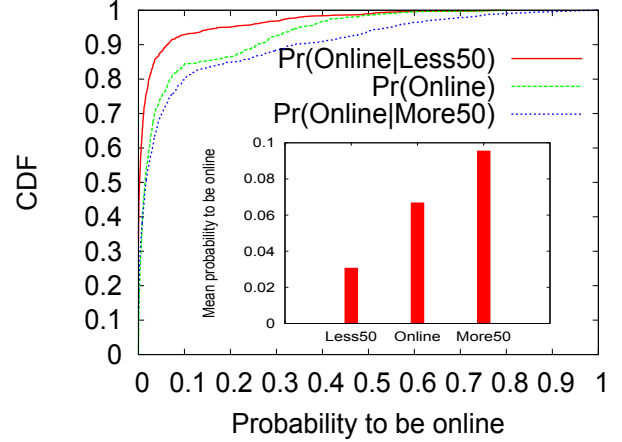 1
0.9
0.8
0.7
0.6
0.5
0.4
0.3
0.2
0.1
0
CDF
Pr(Online|Less50)
Pr(Online)
Pr(Online|More50)
0.1
0.08
0.06
0.04
0.02
0
Mean probability to be online
Less50 Online More50
0 0.1 0.2 0.3 0.4 0.5 0.6 0.7 0.8 0.9 1
Probability to be online